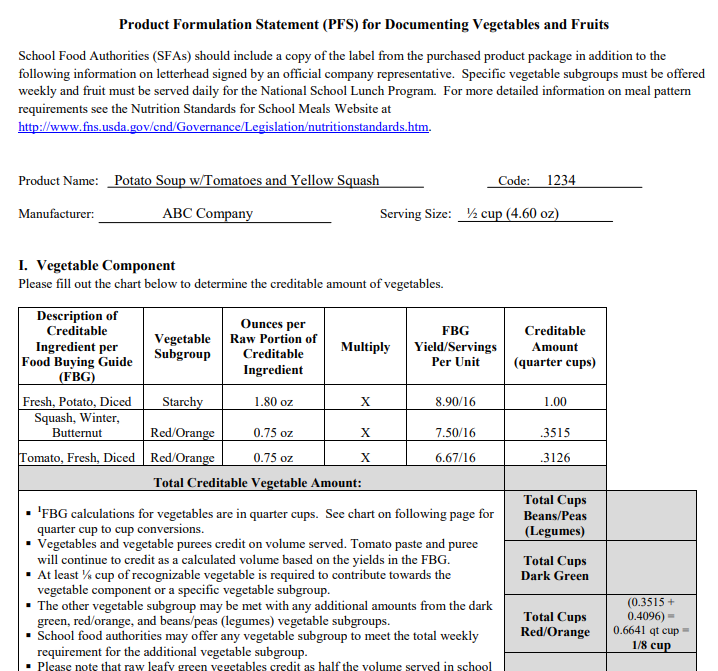 Product Formulation Statement (PFS) for Documenting Vegetables and Fruits
School Food Authorities (SFAs) should include a copy of the label from the purchased product package in addition to the
following information on letterhead signed by an official company representative. Specific vegetable subgroups must be offered
weekly and fruit must be served daily for the National School Lunch Program. For more detailed information on meal pattern
requirements see the Nutrition Standards for School Meals Website at
http://www.fns.usda.gov/cnd/Governance/Legislation/nutritionstandards.htm.
Product Name: Potato Soup w/Tomatoes and Yellow Squash Code: 1234
Manufacturer: ABC Company Serving Size: ½ cup (4.60 oz)
I. Vegetable Component
Please fill out the chart below to determine the creditable amount of vegetables.
Description of
Creditable
Ingredient per
Food Buying Guide
(FBG)
Vegetable
Subgroup
Ounces per
Raw Portion of
Creditable
Ingredient
Multiply
FBG
Yield/Servings
Per Unit
Creditable
Amount
(quarter cups)
Fresh, Potato, Diced Starchy 1.80 oz X 8.90/16 1.00
Squash, Winter,
Butternut Red/Orange 0.75 oz X 7.50/16 .3515
Tomato, Fresh, Diced Red/Orange 0.75 oz X 6.67/16 .3126
Total Creditable Vegetable Amount:
▪ ¹FBG calculations for vegetables are in quarter cups. See chart on following page for
quarter cup to cup conversions.
▪ Vegetables and vegetable purees credit on volume served. Tomato paste and puree
will continue to credit as a calculated volume based on the yields in the FBG.
▪ At least ⅛ cup of recognizable vegetable is required to contribute towards the
vegetable component or a specific vegetable subgroup.
▪ The other vegetable subgroup may be met with any additional amounts from the dark
green, red/orange, and beans/peas (legumes) vegetable subgroups.
▪ School food authorities may offer any vegetable subgroup to meet the total weekly
requirement for the additional vegetable subgroup.
▪ Please note that raw leafy green vegetables credit as half the volume served in school
Total Cups
Beans/Peas
(Legumes)
Total Cups
Dark Green
Total Cups
Red/Orange
(0.3515 +
0.4096) =
0.6641 qt cup =
1/8 cup